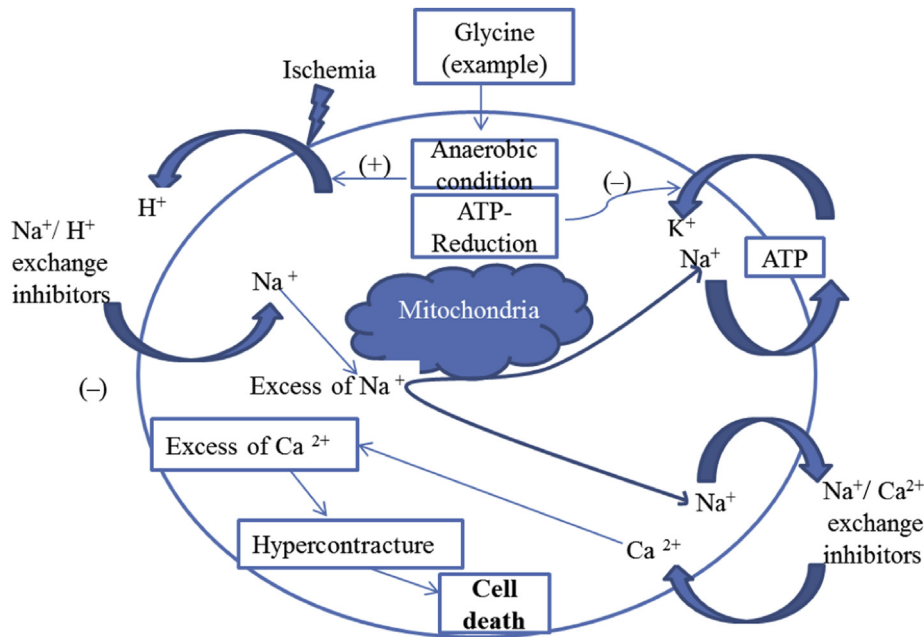 Glycine
(example)
Ischemia
Anaerobic
condition
(+)
(–)
ATP-
Reduction
H⁺
K⁺
Na⁺/ H⁺
exchange
inhibitors
Na⁺
Na⁺
ATP
Mitochondria
(–)
Excess of Na⁺
Excess of Ca ²⁺
Na⁺
Na⁺/ Ca²⁺
exchange
inhibitors
Hypercontracture
Ca ²⁺
Cell
death